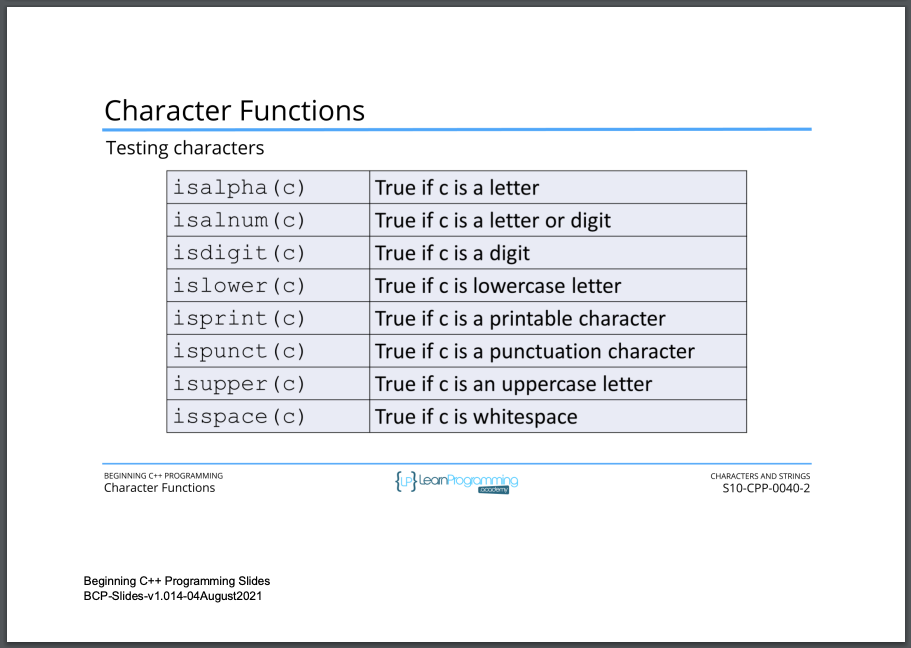 Character Functions
Testing characters
isalpha(c) True if c is a letter
isalnum(c) True if c is a letter or digit
isdigit(c) True if c is a digit
islower(c) True if c is lowercase letter
isprint(c) True if c is a printable character
ispunct(c) True if c is a punctuation character
isupper(c) True if c is an uppercase letter
isspace(c) True if c is whitespace
BEGINNING C++ PROGRAMMING
Character Functions
{LP} LearnProgramming
academy
CHARACTERS AND STRINGS
S10-CPP-0040-2
Beginning C++ Programming Slides
BCP-Slides-v1.014-04August2021